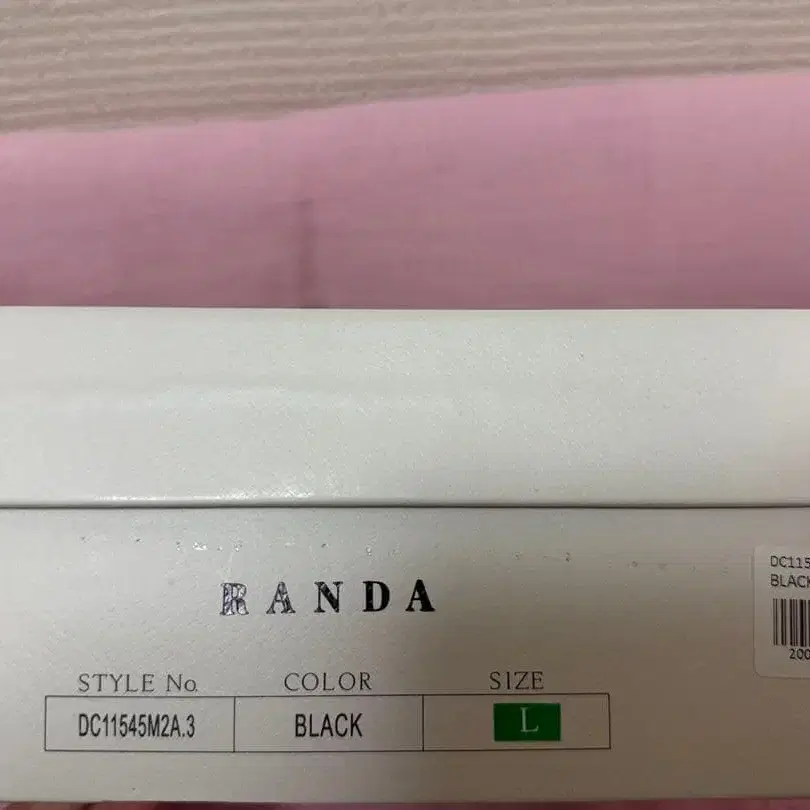 RANDA
STYLE No. COLOR SIZE
DC11545M2A.3 BLACK L
DC115
BLACK
200